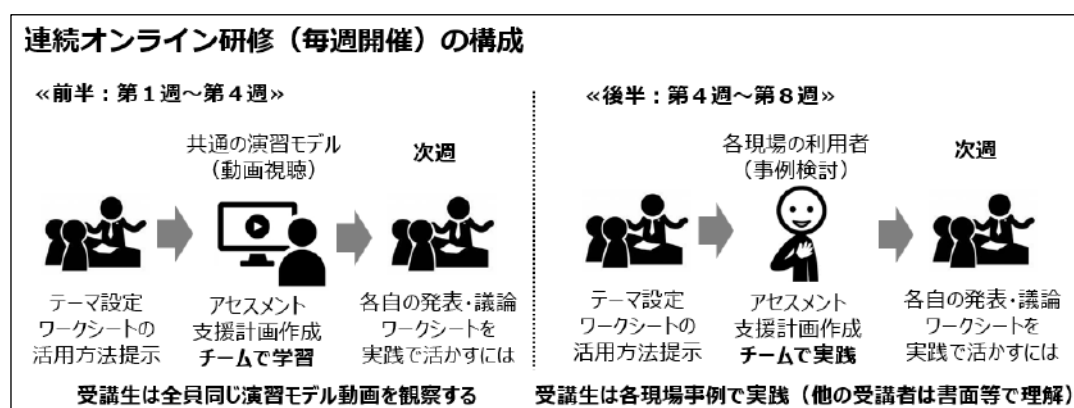 連続オンライン研修（毎週開催）の構成
≪前半：第１週～第４週≫
共通の演習モデル
（動画視聴）
次週
テーマ設定
ワークシートの
活用方法提示
アセスメント
支援計画作成
チームで学習
各自の発表・議論
ワークシートを
実践で活かすには
受講生は全員同じ演習モデル動画を観察する
≪後半：第４週～第８週≫
各現場の利用者
（事例検討）
次週
テーマ設定
ワークシートの
活用方法提示
アセスメント
支援計画作成
チームで実践
各自の発表・議論
ワークシートを
実践で活かすには
受講生は各現場事例で実践（他の受講者は書面等で理解）